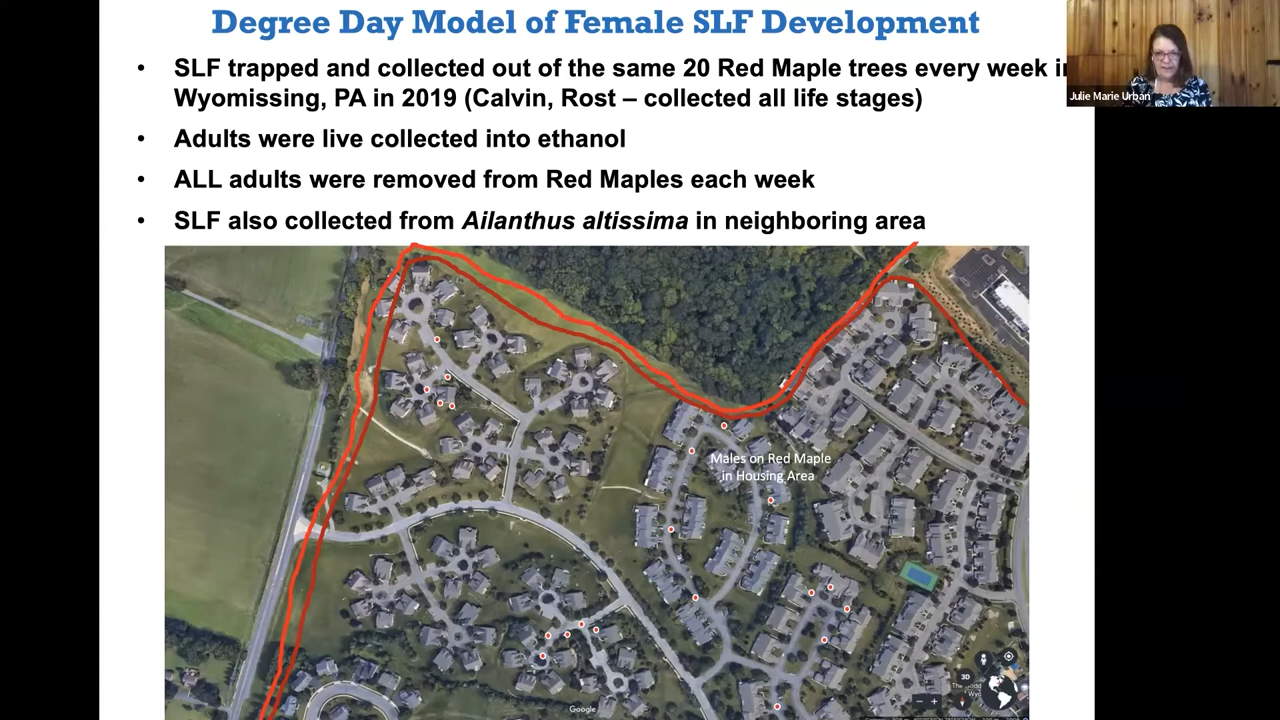 Degree Day Model of Female SLF Development
• SLF trapped and collected out of the same 20 Red Maple trees every week in
Wyomissing, PA in 2019 (Calvin, Rost – collected all life stages)
• Adults were live collected into ethanol
• ALL adults were removed from Red Maples each week
• SLF also collected from Ailanthus altissima in neighboring area
Julie Marie Urban
Males on Red Maple
in Housing Area
3D
Google